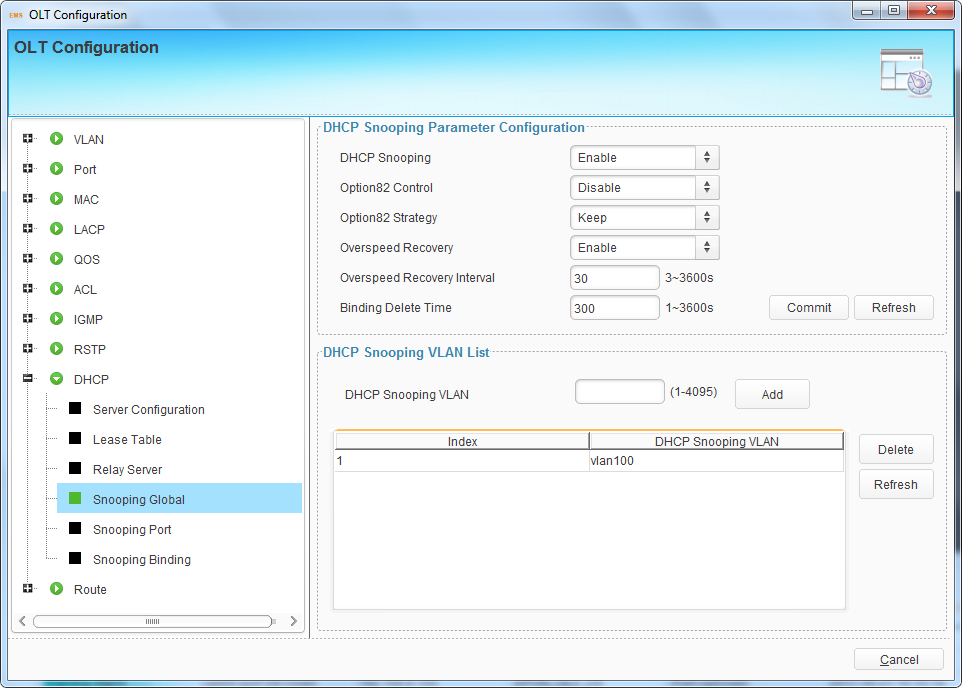 EMS OLT Configuration
OLT Configuration
VLAN
Port
MAC
LACP
QOS
ACL
IGMP
RSTP
DHCP
Server Configuration
Lease Table
Relay Server
Snooping Global
Snooping Port
Snooping Binding
Route
DHCP Snooping Parameter Configuration
DHCP Snooping Enable
Option82 Control Disable
Option82 Strategy Keep
Overspeed Recovery Enable
Overspeed Recovery Interval 30 3~3600s
Binding Delete Time 300 1~3600s Commit Refresh
DHCP Snooping VLAN List
DHCP Snooping VLAN (1-4095) Add
Index DHCP Snooping VLAN
1 vlan100
Delete
Refresh
Cancel